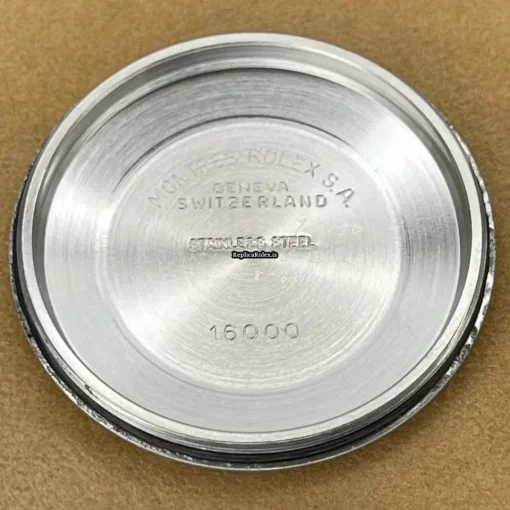 MONTRES ROLEX S.A.
GENEVA
SWITZERLAND
STAINLESS STEEL
ReplicaRolex.is
16000